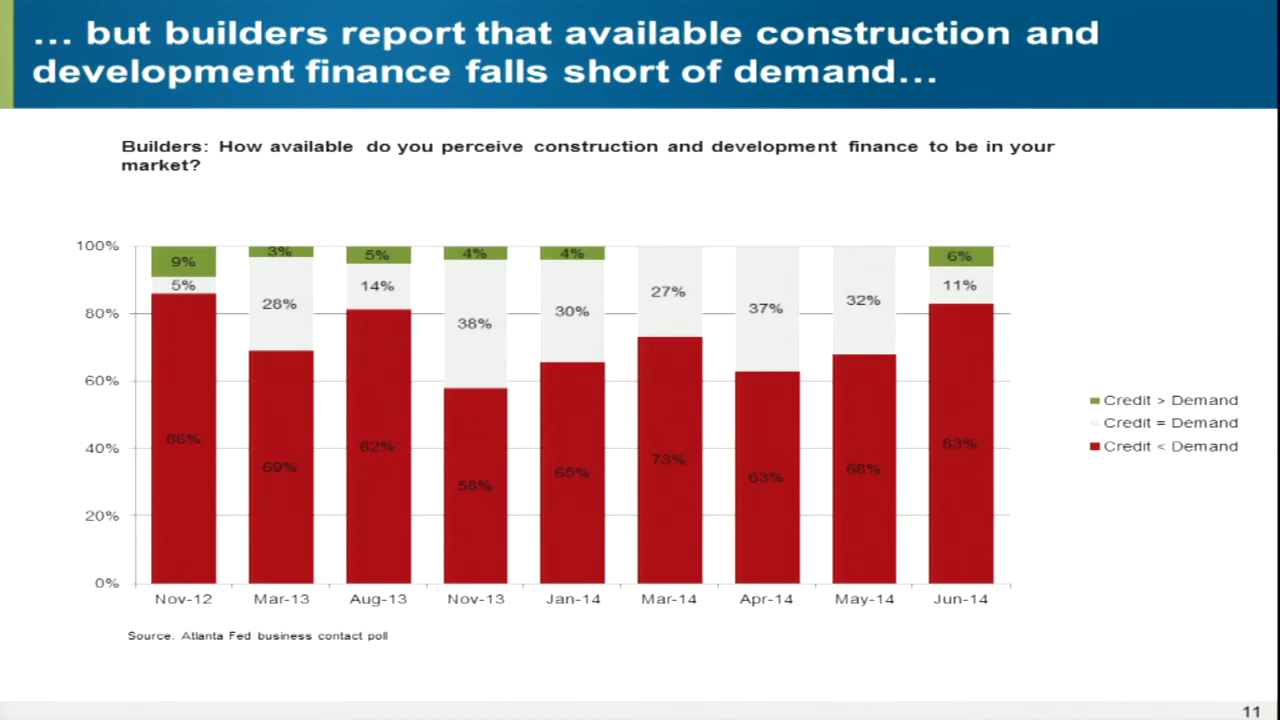 ... but builders report that available construction and
development finance falls short of demand...
Builders: How available do you perceive construction and development finance to be in your
market?
100%
80%
60%
40%
20%
0%
9%
5%
86%
3%
28%
69%
5%
14%
82%
4%
38%
58%
4%
30%
65%
27%
73%
37%
63%
32%
68%
6%
11%
83%
Nov-12
Mar-13
Aug-13
Nov-13
Jan-14
Mar-14
Apr-14
May-14
Jun-14
Credit > Demand
Credit = Demand
Credit < Demand
Source: Atlanta Fed business contact poll
11